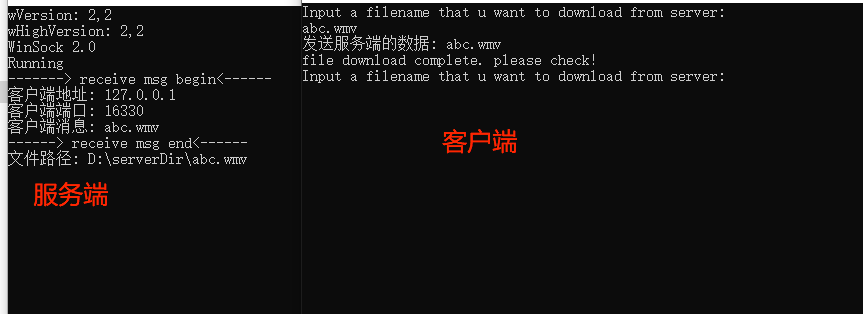 wVersion: 2,2
wHighVersion: 2,2
WinSock 2.0
Running
-------> receive msg begin<------
客户端地址: 127.0.0.1
客户端端口: 16330
客户端消息: abc.wmv
------> receive msg end<------
文件路径: D:\serverDir\abc.wmv
服务端
Input a filename that u want to download from server:
abc.wmv
发送服务端的数据: abc.wmv
file download complete. please check!
Input a filename that u want to download from server:
客户端